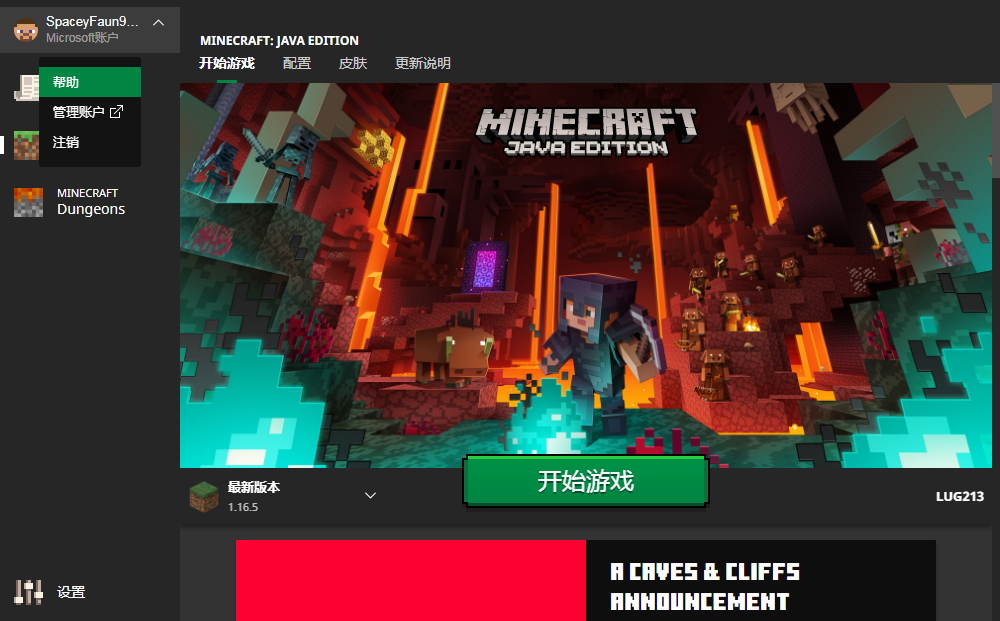 SpaceyFaun9...
Microsoft账户
帮助
管理账户
注销
MINECRAFT
Dungeons
设置
MINECRAFT: JAVA EDITION
开始游戏 配置 皮肤 更新说明
MINECRAFT
JAVA EDITION
最新版本
1.16.5
开始游戏
LUG213
A CAVES & CLIFFS
ANNOUNCEMENT